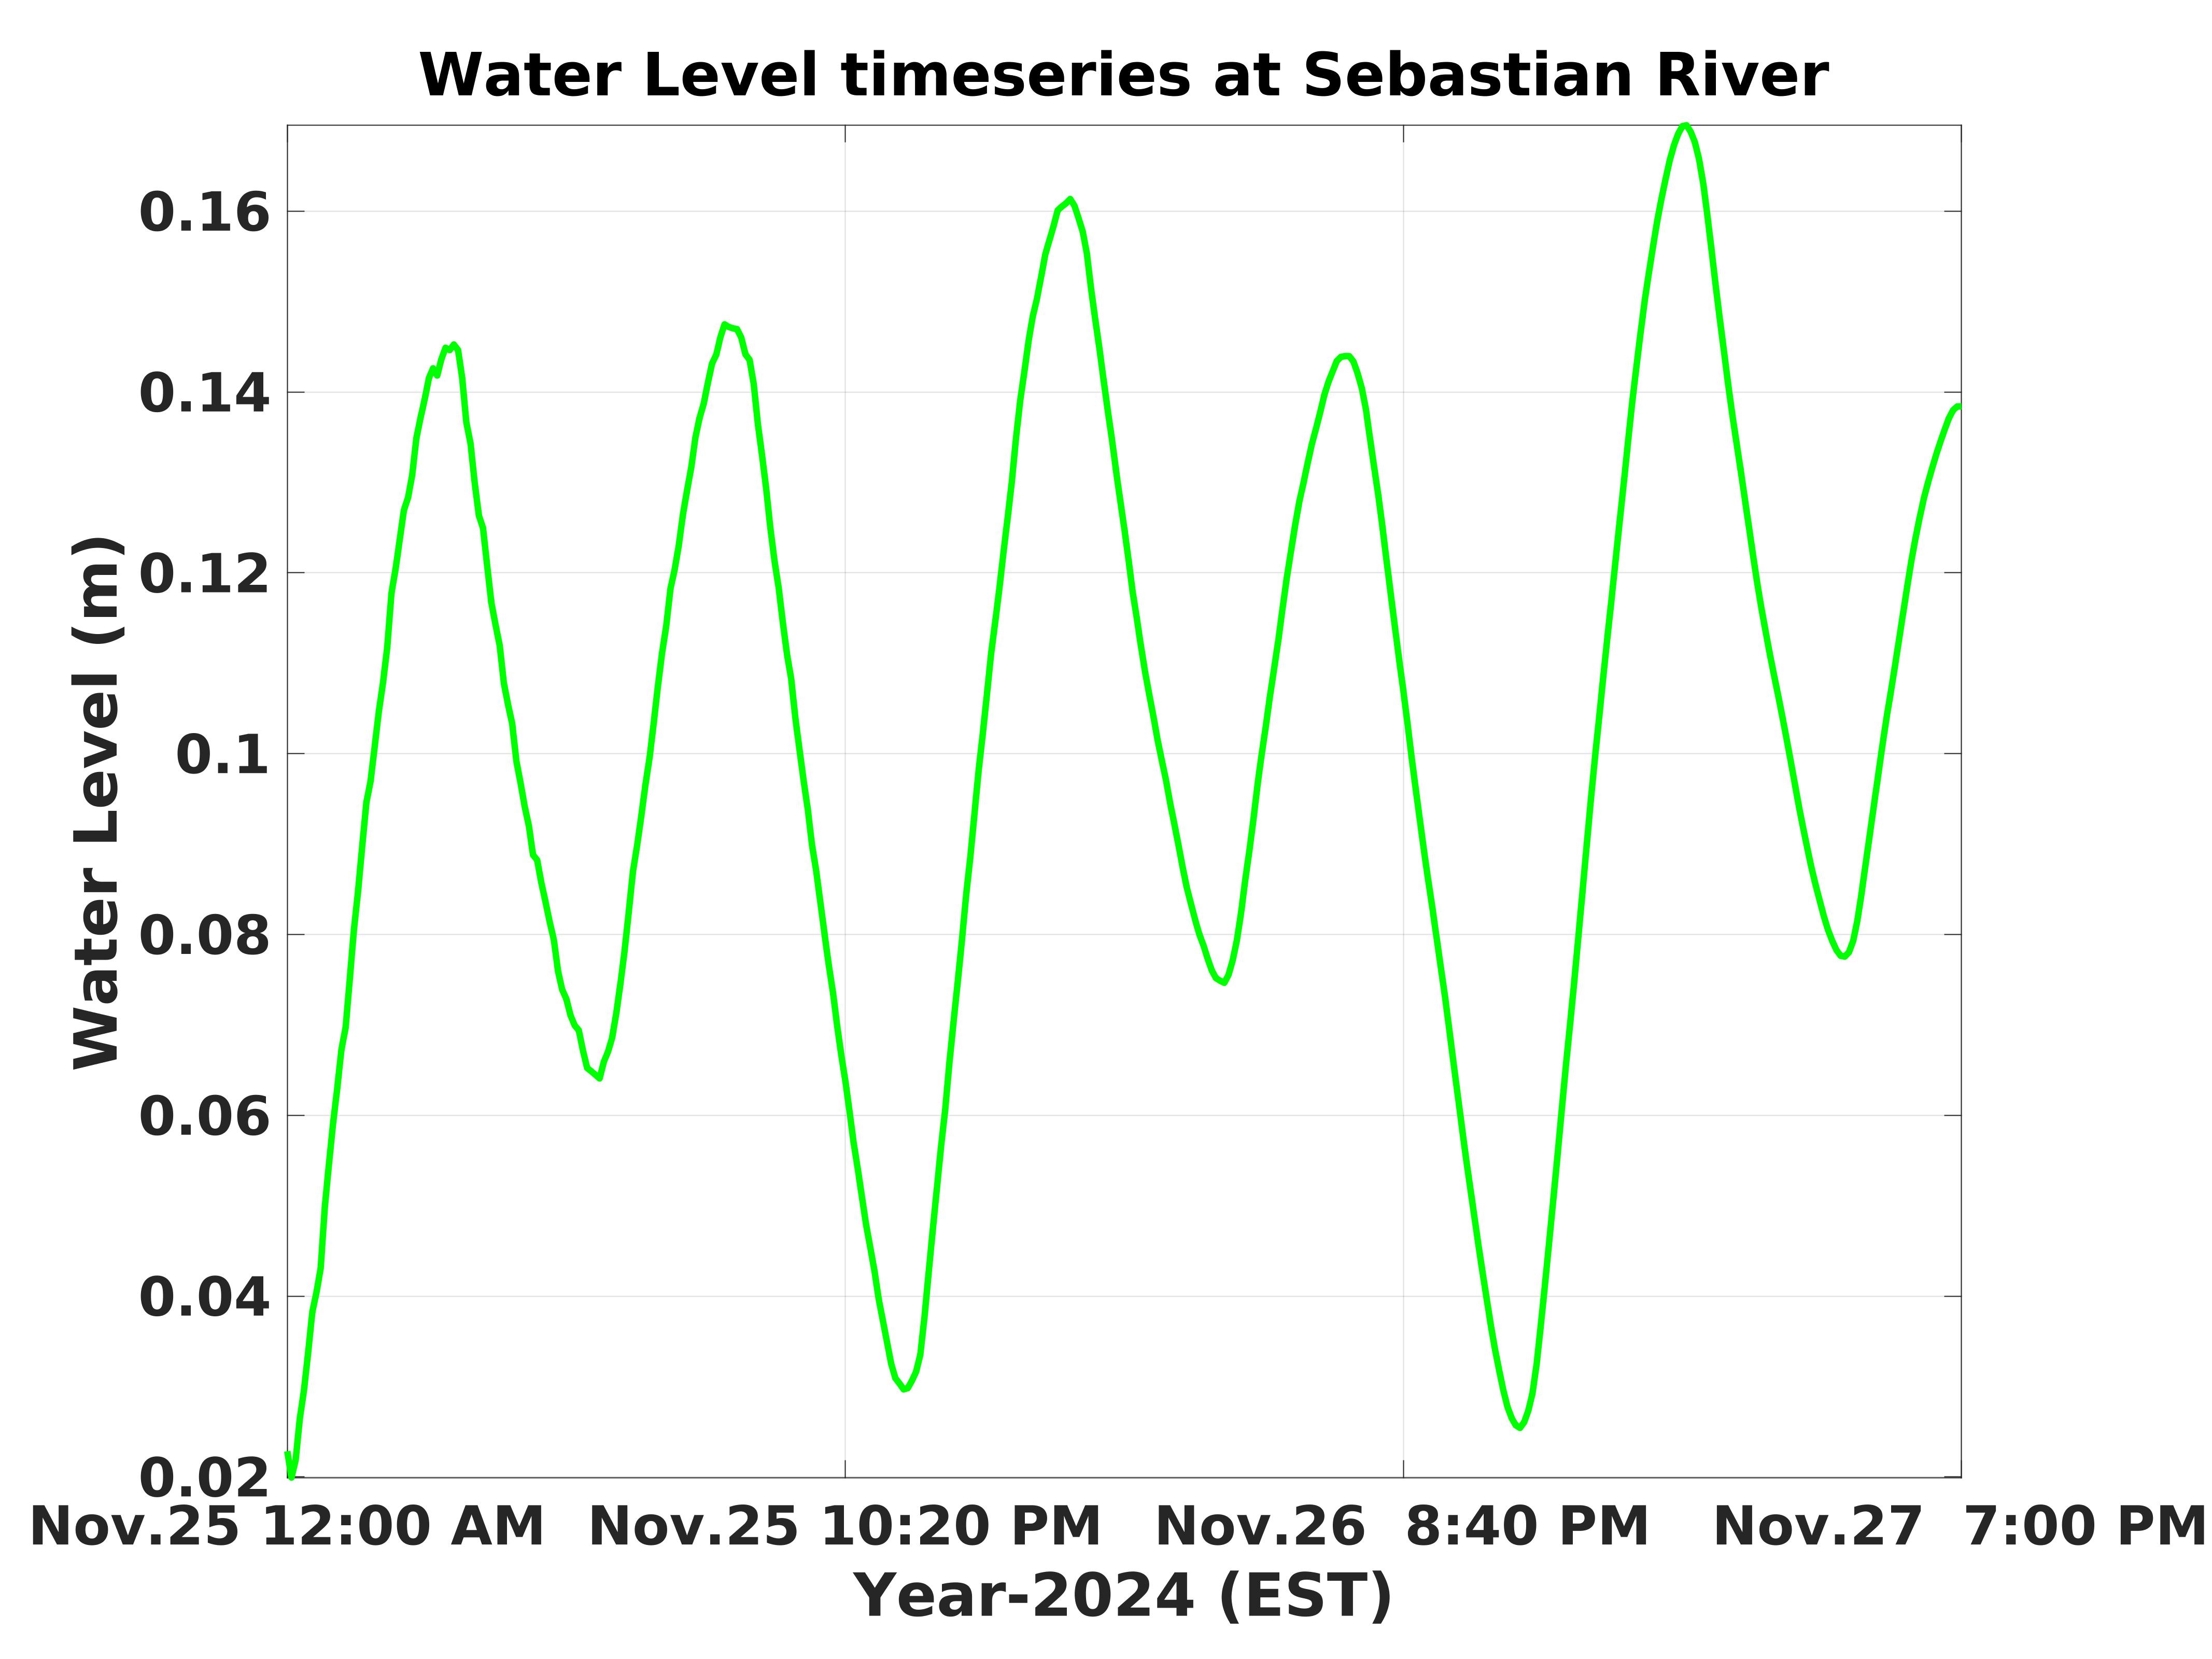 Water Level timeseries at Sebastian River
Water Level (m)
0.16
0.14
0.12
0.1
0.08
0.06
0.04
0.02
Nov.25 12:00 AM Nov.25 10:20 PM Nov.26 8:40 PM Nov.27 7:00 PM
Year-2024 (EST)